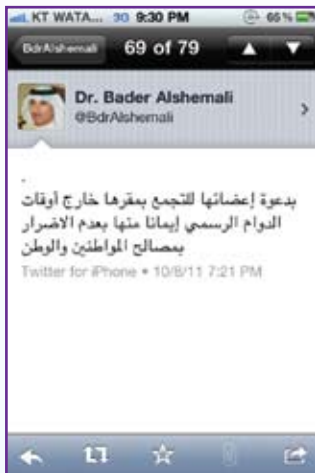 KT WATA... 3G 9:30 PM 65%
BdrAlshemali 69 of 79
Dr. Bader Alshemali
@BdrAlshemali
.
بدعوة إعضائها للتجمع بمقرها خارج أوقات
الدوام الرسمي إيمانا منها بعدم الاضرار
بمصالح المواطنين والوطن
Twitter for iPhone • 10/8/11 7:21 PM